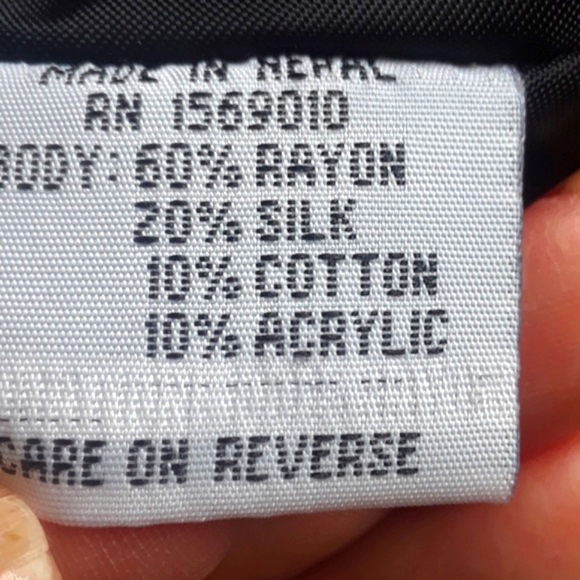 MADE IN NEPAL
RN 1569010
BODY: 60% RAYON
20% SILK
10% COTTON
10% ACRYLIC
CARE ON REVERSE